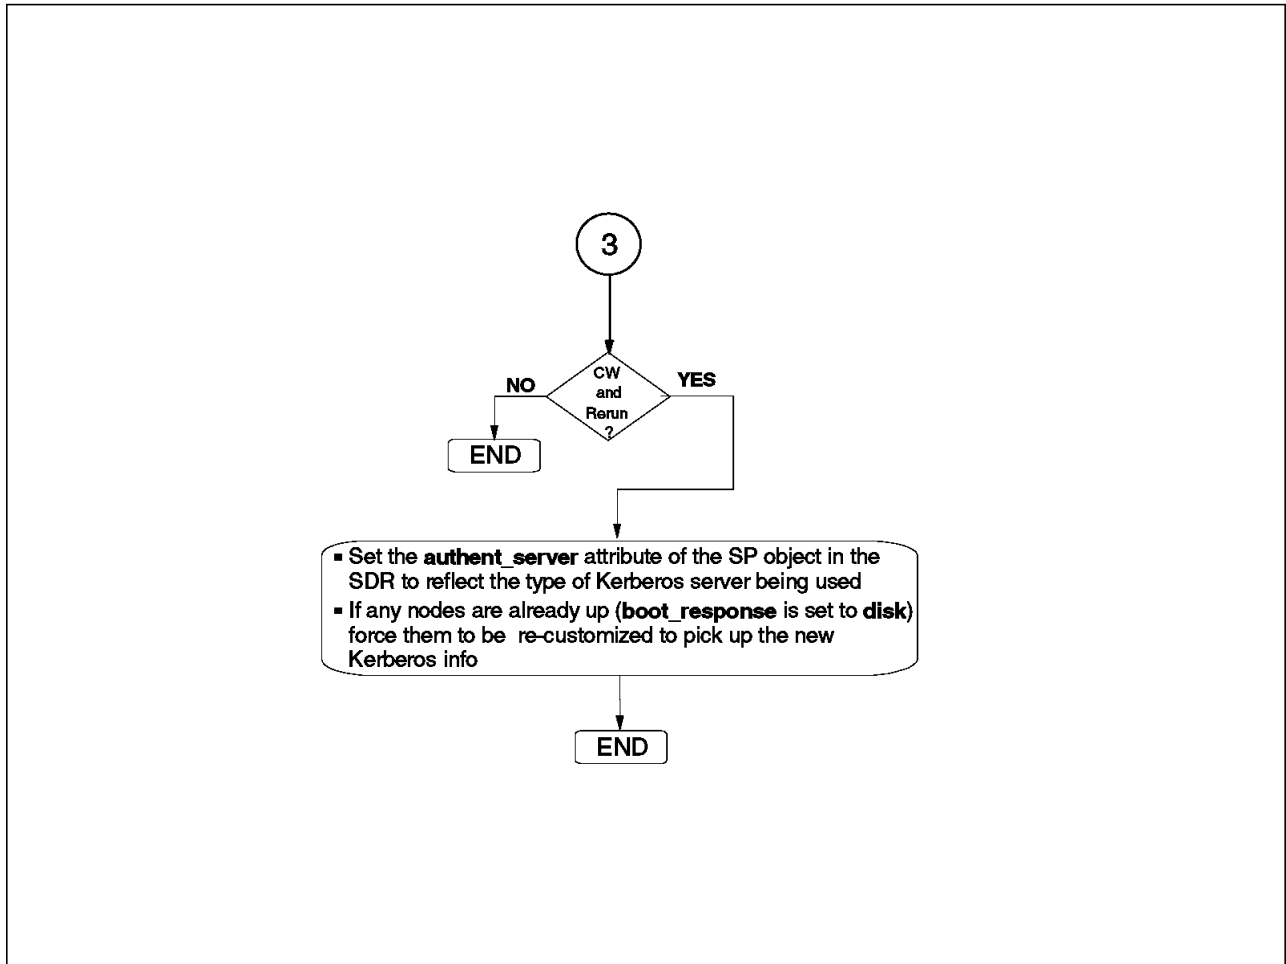 3
CW
and
Rerun
?
NO
YES
END
▪ Set the authent_server attribute of the SP object in the
SDR to reflect the type of Kerberos server being used
▪ If any nodes are already up (boot_response is set to disk)
force them to be re-customized to pick up the new
Kerberos info
END